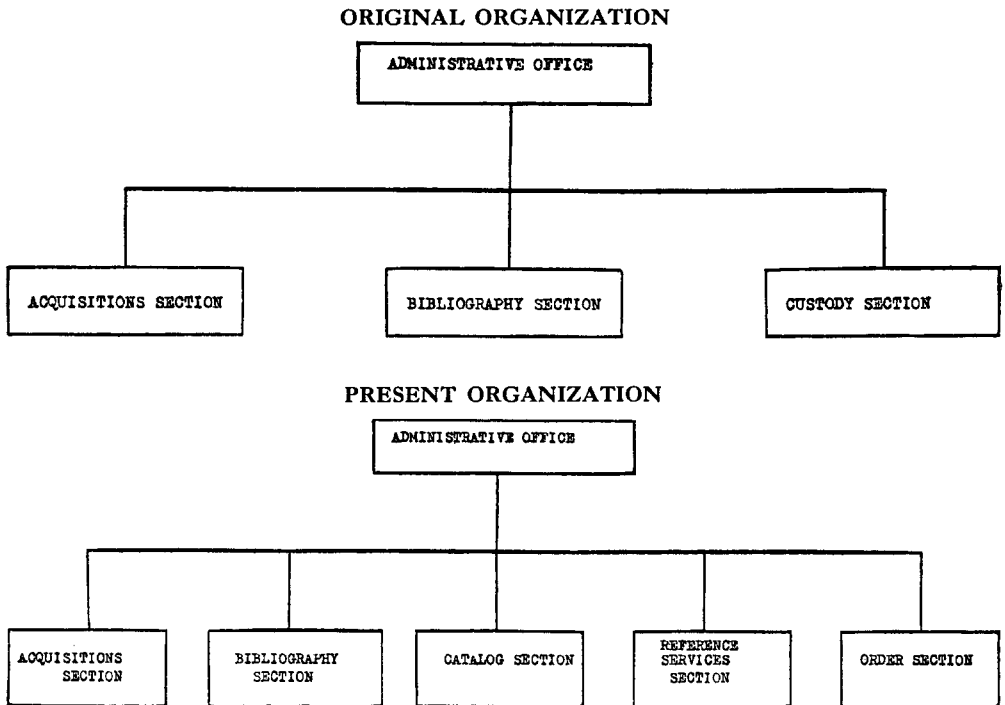 ORIGINAL ORGANIZATION
ADMINISTRATIVE OFFICE
ACQUISITIONS SECTION
BIBLIOGRAPHY SECTION
CUSTODY SECTION
PRESENT ORGANIZATION
ADMINISTRATIVE OFFICE
ACQUISITIONS
SECTION
BIBLIOGRAPHY
SECTION
CATALOG SECTION
REFERENCE
SERVICES
SECTION
ORDER SECTION